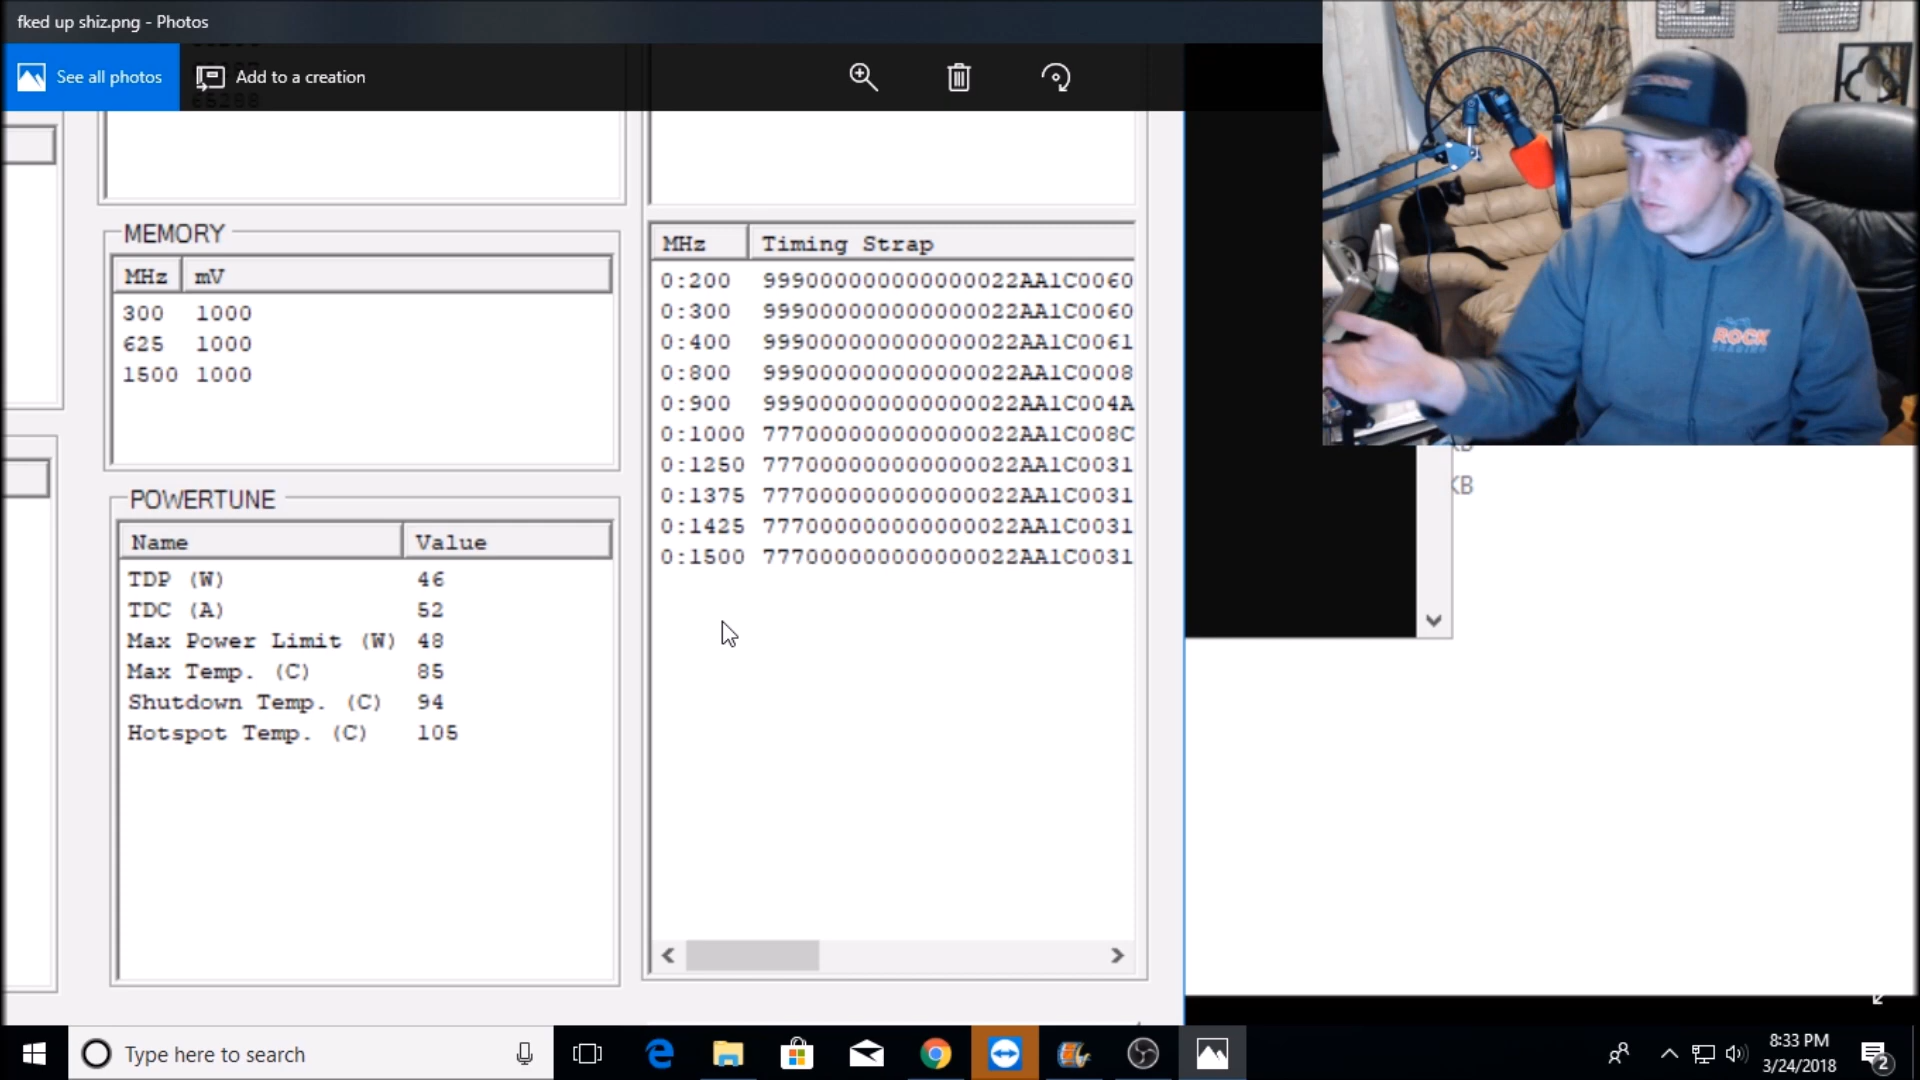 fked up shiz.png - Photos
See all photos
Add to a creation
65288
MEMORY
MHz mV
300 1000
625 1000
1500 1000
POWERTUNE
Name Value
TDP (W) 46
TDC (A) 52
Max Power Limit (W) 48
Max Temp. (C) 85
Shutdown Temp. (C) 94
Hotspot Temp. (C) 105
MHz Timing Strap
0:200 999000000000000022AA1C0060
0:300 999000000000000022AA1C0060
0:400 999000000000000022AA1C0061
0:800 999000000000000022AA1C0008
0:900 999000000000000022AA1C004A
0:1000 777000000000000022AA1C008C
0:1250 777000000000000022AA1C0031
0:1375 777000000000000022AA1C0031
0:1425 777000000000000022AA1C0031
0:1500 777000000000000022AA1C0031
ROCK
KB
Type here to search
8:33 PM
3/24/2018
2